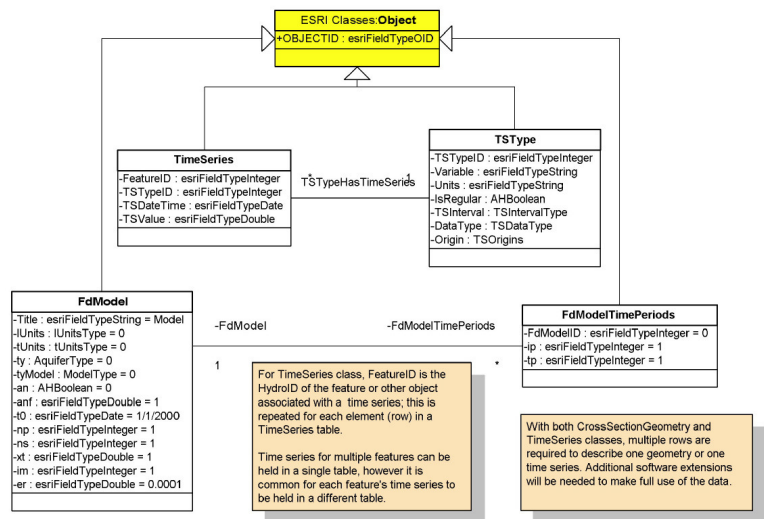 ESRI Classes:Object
+OBJECTID : esriFieldTypeOID
TimeSeries
-FeatureID : esriFieldTypeInteger
-TSTypeID : esriFieldTypeInteger
-TSDateTime : esriFieldTypeDate
-TSValue : esriFieldTypeDouble
* 1
TSTypeHasTimeSeries
TSType
-TSTypeID : esriFieldTypeInteger
-Variable : esriFieldTypeString
-Units : esriFieldTypeString
-IsRegular : AHBoolean
-TSInterval : TSIntervalType
-DataType : TSDataType
-Origin : TSOrigins
FdModel
-Title : esriFieldTypeString = Model
-lUnits : lUnitsType = 0
-tUnits : tUnitsType = 0
-ty : AquiferType = 0
-tyModel : ModelType = 0
-an : AHBoolean = 0
-anf : esriFieldTypeDouble = 1
-t0 : esriFieldTypeDate = 1/1/2000
-np : esriFieldTypeInteger = 1
-ns : esriFieldTypeInteger = 1
-xt : esriFieldTypeDouble = 1
-im : esriFieldTypeInteger = 1
-er : esriFieldTypeDouble = 0.0001
-FdModel
-FdModelTimePeriods
1
*
FdModelTimePeriods
-FdModelID : esriFieldTypeInteger = 0
-ip : esriFieldTypeInteger = 1
-tp : esriFieldTypeInteger = 1
For TimeSeries class, FeatureID is the
HydroID of the feature or other object
associated with a time series; this is
repeated for each element (row) in a
TimeSeries table.
Time series for multiple features can be
held in a single table, however it is
common for each feature's time series to
be held in a different table.
With both CrossSectionGeometry and
TimeSeries classes, multiple rows are
required to describe one geometry or one
time series. Additional software extensions
will be needed to make full use of the data.